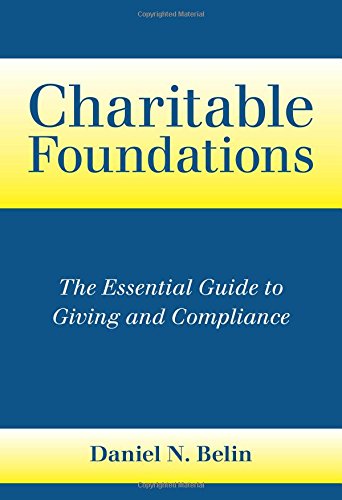 Copyrighted Material
Charitable
Foundations
The Essential Guide to
Giving and Compliance
Daniel N. Belin
Copyrighted Material